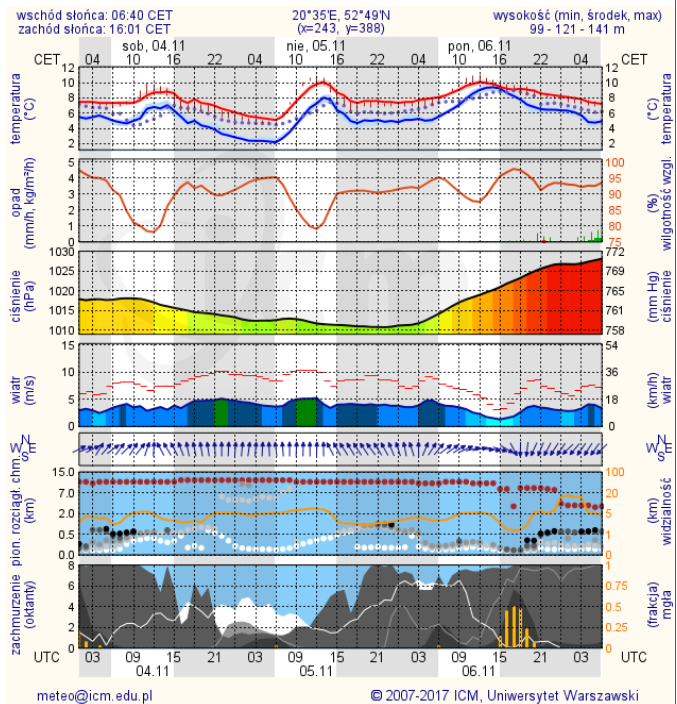 wschód słońca: 06:40 CET 20°35'E, 52°49'N wysokość (min, środek, max)
zachód słońca: 16:01 CET (x=243, y=388) 99 - 121 - 141 m
sob, 04.11 nie, 05.11 pon, 06.11
CET 04 10 16 22 04 10 16 22 04 10 16 22 04 CET
temperatura (°C)
12 12
10 10
8 8
6 6
4 4
2 2
temperatura (°C)
opad (mm/h, kg/m²/h)
5 100
4 95
3 90
2 85
1 80
0 75
wilgotność wzgl. (%)
ciśnienie (hPa)
1030 772
1025 769
1020 765
1015 761
1010 758
(mm Hg) ciśnienie
wiatr (m/s)
15 54
10 36
5 18
0 0
(km/h) wiatr
N W E S N W E S
pion. rozciągł. chm. (km)
15.0 100
7.0 20
2.0 5
0.5 1
0.0 0
(km) widzialność
zachmurzenie (oktanty)
8 1
6 0.75
4 0.5
2 0.25
0 0
(frakcja) mgła
UTC 03 09 15 21 03 09 15 21 03 09 15 21 03 UTC
04.11 05.11 06.11
meteo@icm.edu.pl © 2007-2017 ICM, Uniwersytet Warszawski